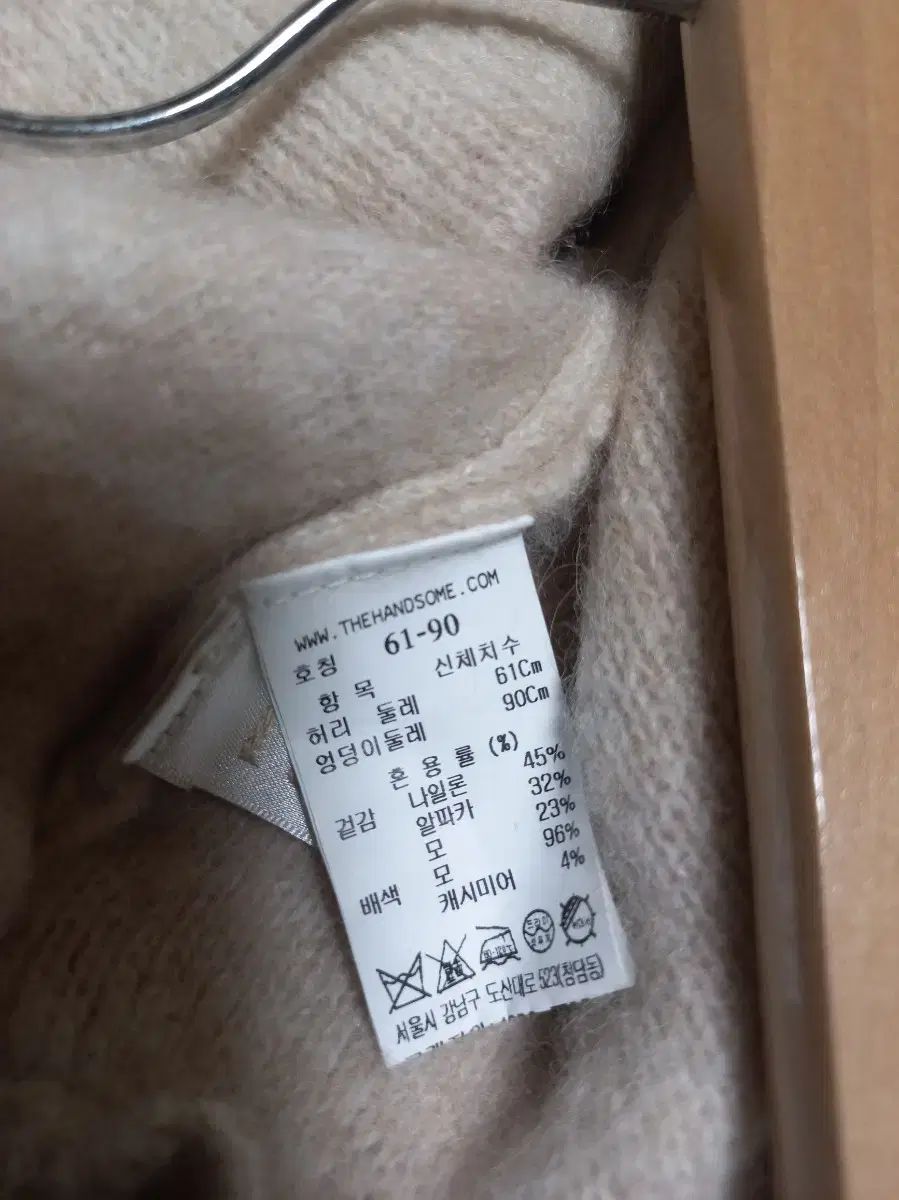 WWW.THEHANDSOME.COM
호칭 61-90
항 목 신체치수
허리 둘레 61Cm
엉덩이둘레 90Cm
혼 용 률 (%)
겉감 나일론 45%
알파카 32%
모 23%
배색 모 96%
캐시미어 4%
드라이
서울시 강남구 도산대로 523(청담동)